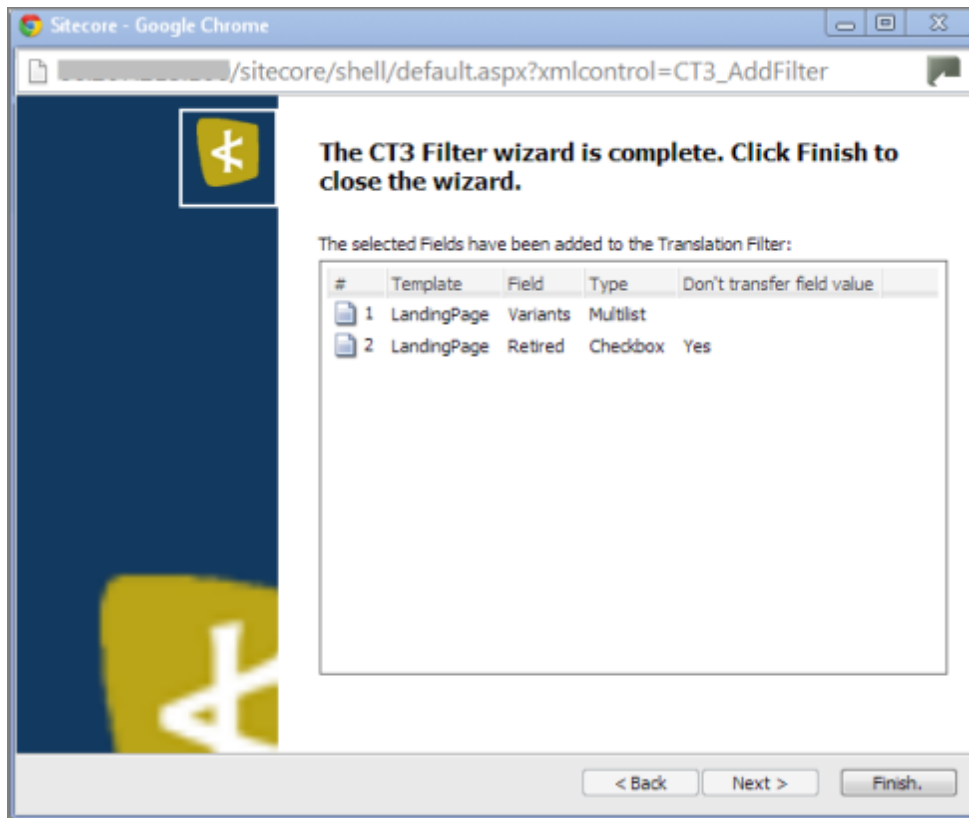 Sitecore - Google Chrome
/sitecore/shell/default.aspx?xmlcontrol=CT3_AddFilter
The CT3 Filter wizard is complete. Click Finish to
close the wizard.
The selected Fields have been added to the Translation Filter:
# Template Field Type Don't transfer field value
1 LandingPage Variants Multilist
2 LandingPage Retired Checkbox Yes
< Back Next > Finish.